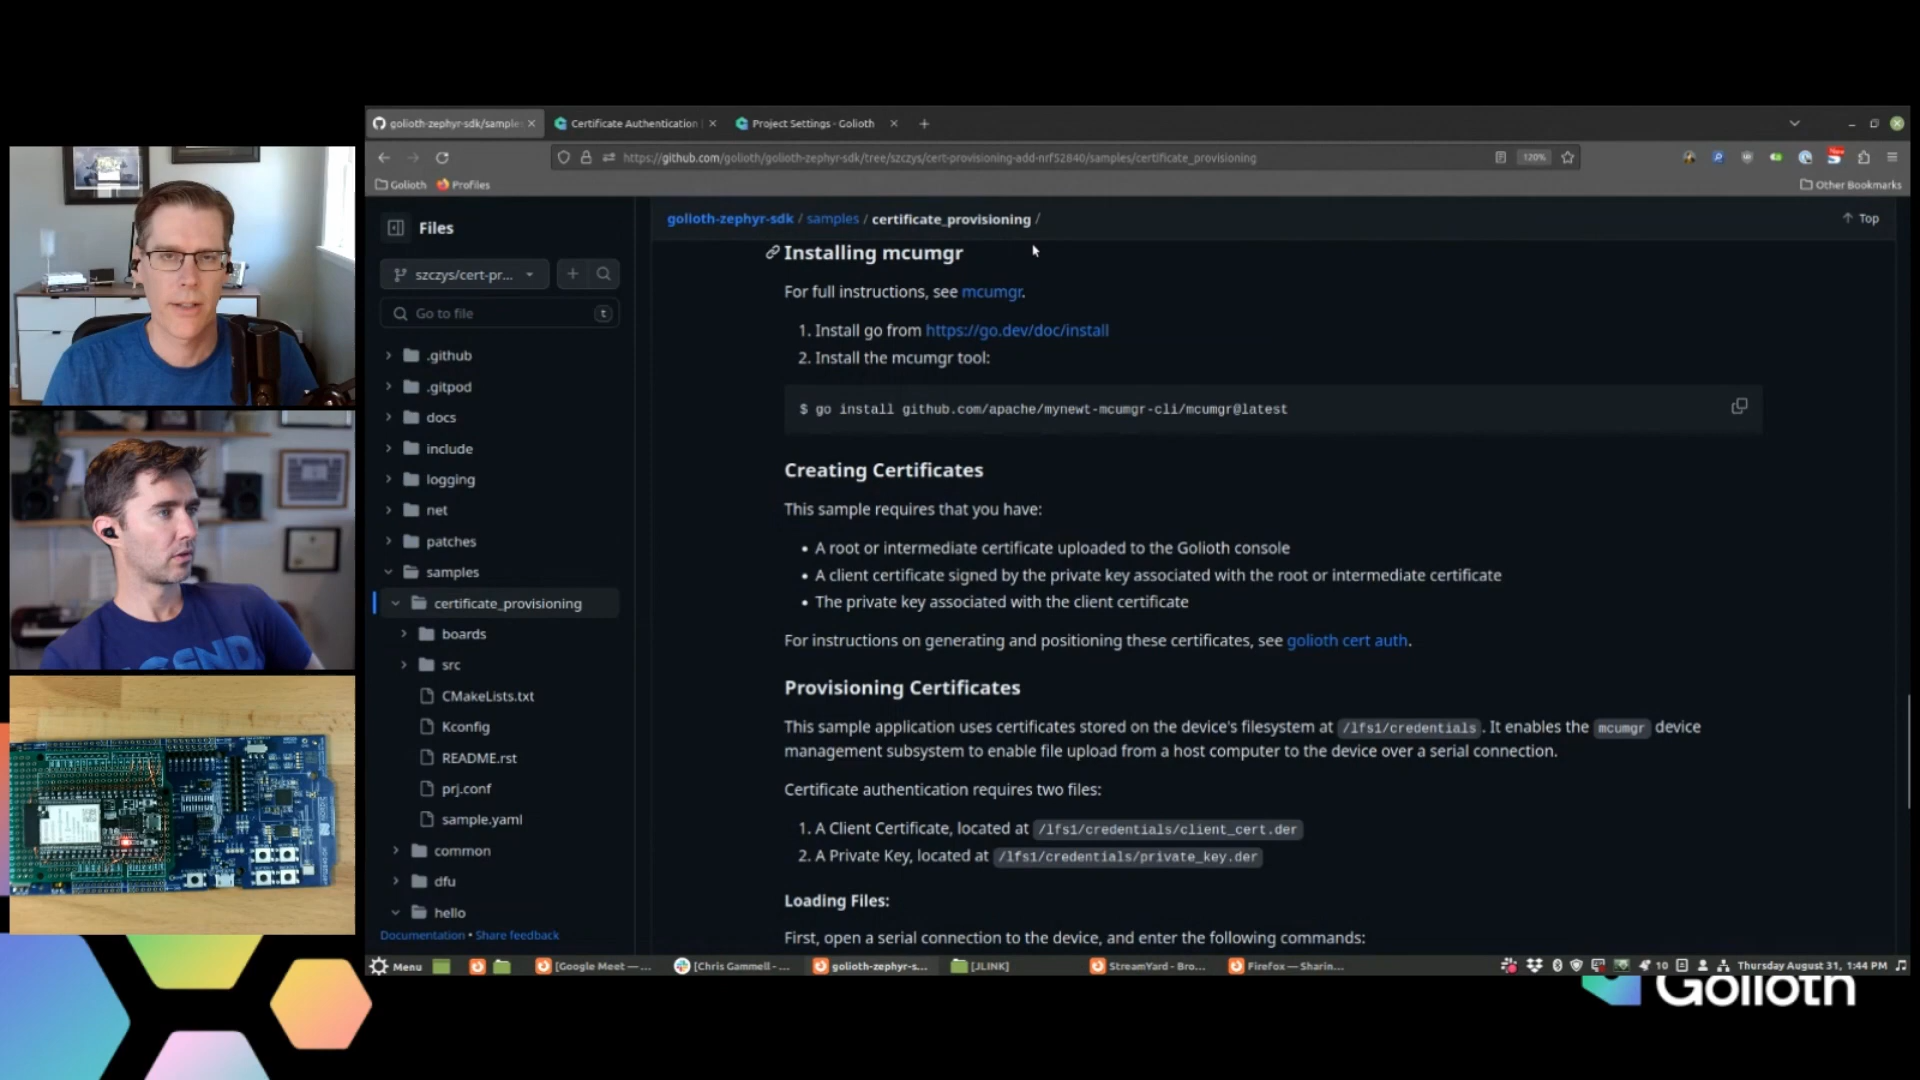 golioth-zephyr-sdk/samples
Certificate Authentication |
Project Settings - Golioth
https://github.com/golioth/golioth-zephyr-sdk/tree/szczys/cert-provisioning-add-nrf52840/samples/certificate_provisioning
120%
Golioth
Profiles
Other Bookmarks
Files
golioth-zephyr-sdk / samples / certificate_provisioning /
Top
szczys/cert-pr...
Go to file
t
.github
.gitpod
docs
include
logging
net
patches
samples
certificate_provisioning
boards
src
CMakeLists.txt
Kconfig
README.rst
prj.conf
sample.yaml
common
dfu
hello
Documentation • Share feedback
Installing mcumgr
For full instructions, see mcumgr.
1. Install go from https://go.dev/doc/install
2. Install the mcumgr tool:
$ go install github.com/apache/mynewt-mcumgr-cli/mcumgr@latest
Creating Certificates
This sample requires that you have:
• A root or intermediate certificate uploaded to the Golioth console
• A client certificate signed by the private key associated with the root or intermediate certificate
• The private key associated with the client certificate
For instructions on generating and positioning these certificates, see golioth cert auth.
Provisioning Certificates
This sample application uses certificates stored on the device's filesystem at /lfs1/credentials. It enables the mcumgr device
management subsystem to enable file upload from a host computer to the device over a serial connection.
Certificate authentication requires two files:
1. A Client Certificate, located at /lfs1/credentials/client_cert.der
2. A Private Key, located at /lfs1/credentials/private_key.der
Loading Files:
First, open a serial connection to the device, and enter the following commands:
Menu
[Google Meet — ...
[Chris Gammell - ...
golioth-zephyr-s...
[JLINK]
StreamYard - Bro...
Firefox — Sharin...
10
Thursday August 31, 1:44 PM
Golioth